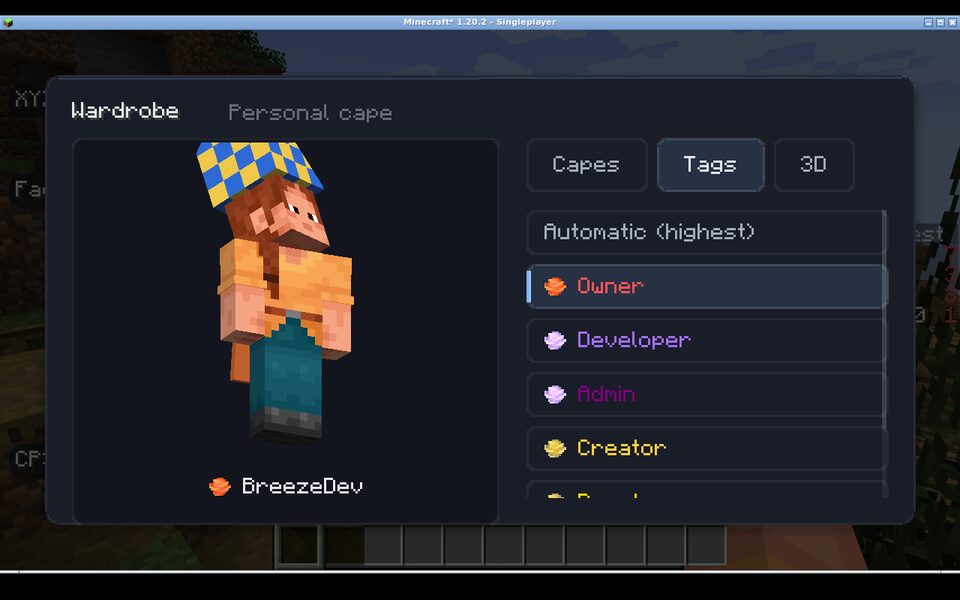 Minecraft* 1.20.2 - Singleplayer
Wardrobe
Personal cape
Capes
Tags
3D
Automatic (highest)
Owner
Developer
Admin
Creator
BreezeDev